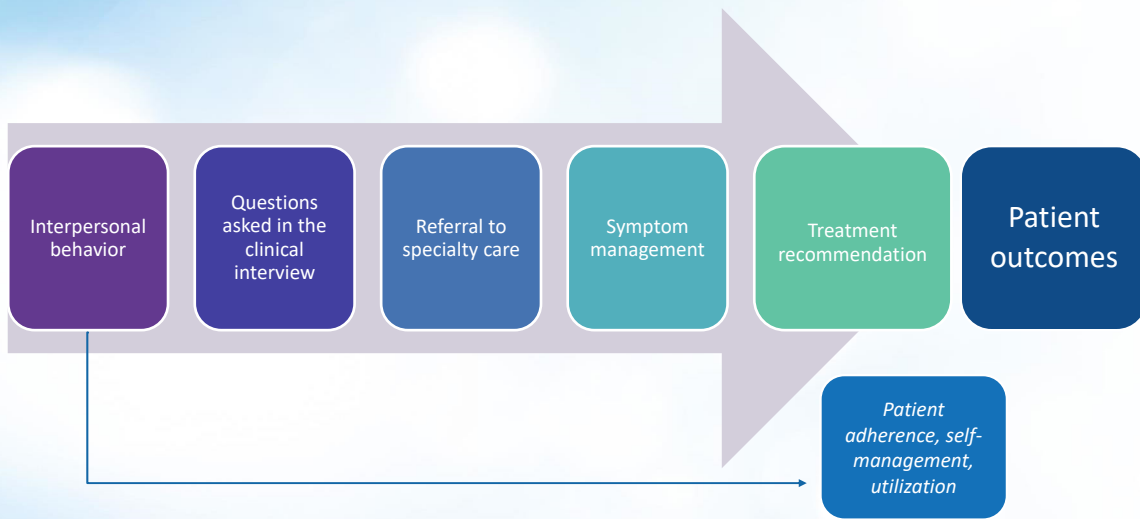 Interpersonal
behavior
Questions
asked in the
clinical
interview
Referral to
specialty care
Symptom
management
Treatment
recommendation
Patient
outcomes
Patient
adherence, self-
management,
utilization